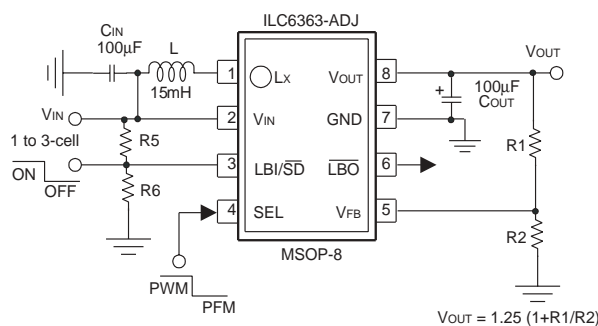 ILC6363-ADJ
CIN
100µF
L
15mH
1
LX
VOUT
8
VOUT
+
100µF
COUT
VIN
2
VIN
GND
7
1 to 3-cell
R5
R1
ON
OFF
3
LBI/SD
LBO
6
R6
4
SEL
VFB
5
R2
MSOP-8
PWM
PFM
VOUT = 1.25 (1+R1/R2)